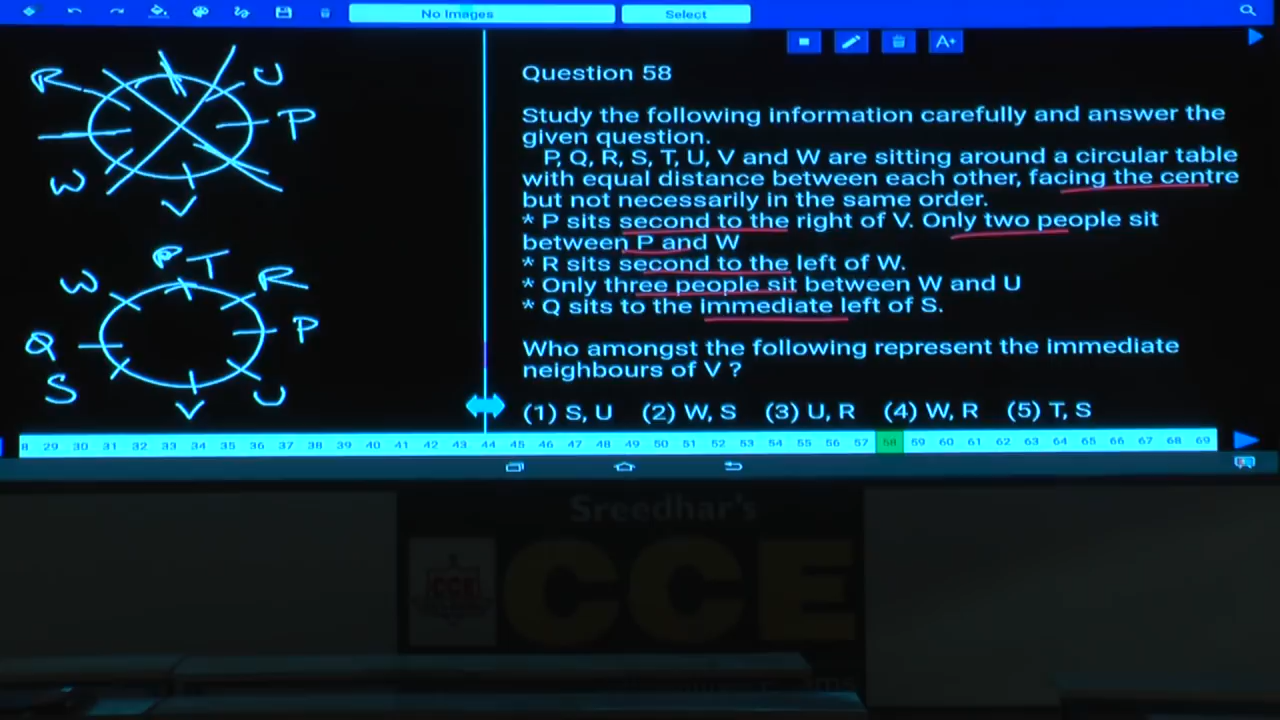 No Images
Select
A+
R
U
P
W
V
T
W
R
Q
P
S
U
V
Question 58
Study the following information carefully and answer the
given question.
P, Q, R, S, T, U, V and W are sitting around a circular table
with equal distance between each other, facing the centre
but not necessarily in the same order.
* P sits second to the right of V. Only two people sit
between P and W
* R sits second to the left of W.
* Only three people sit between W and U
* Q sits to the immediate left of S.
Who amongst the following represent the immediate
neighbours of V ?
(1) S, U (2) W, S (3) U, R (4) W, R (5) T, S
8 29 30 31 32 33 34 35 36 37 38 39 40 41 42 43 44 45 46 47 48 49 50 51 52 53 54 55 56 57 58 59 60 61 62 63 64 65 66 67 68 69
Sreedhar's
CCE
CCE